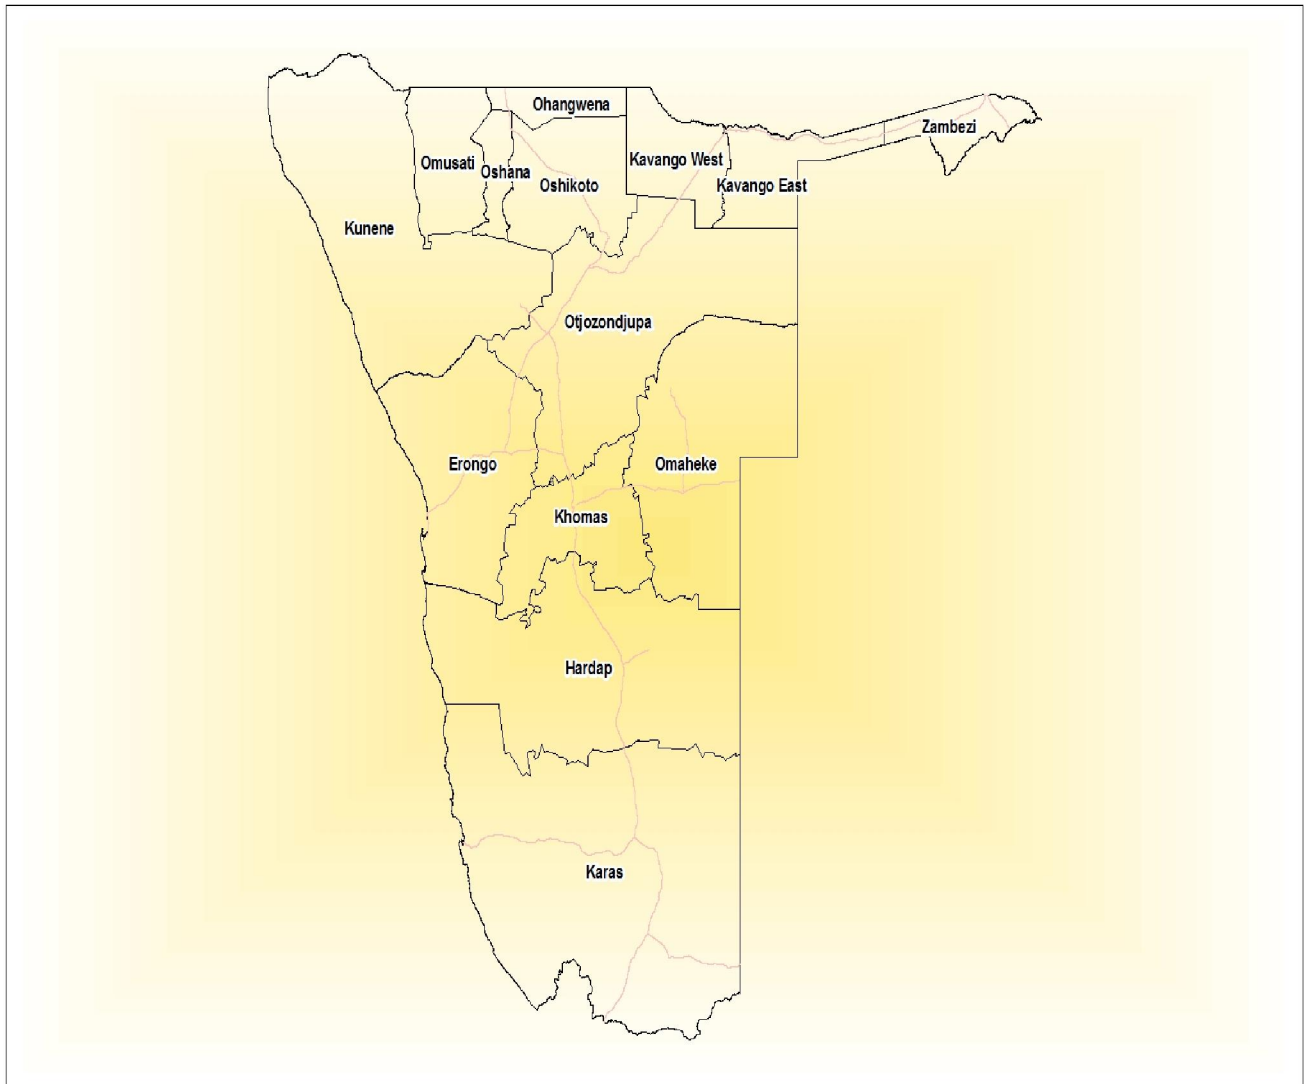 Ohangwena
Zambezi
Omusati
Oshana
Kavango West
Oshikoto
Kavango East
Kunene
Otjozondjupa
Erongo
Omaheke
Khomas
Hardap
Karas